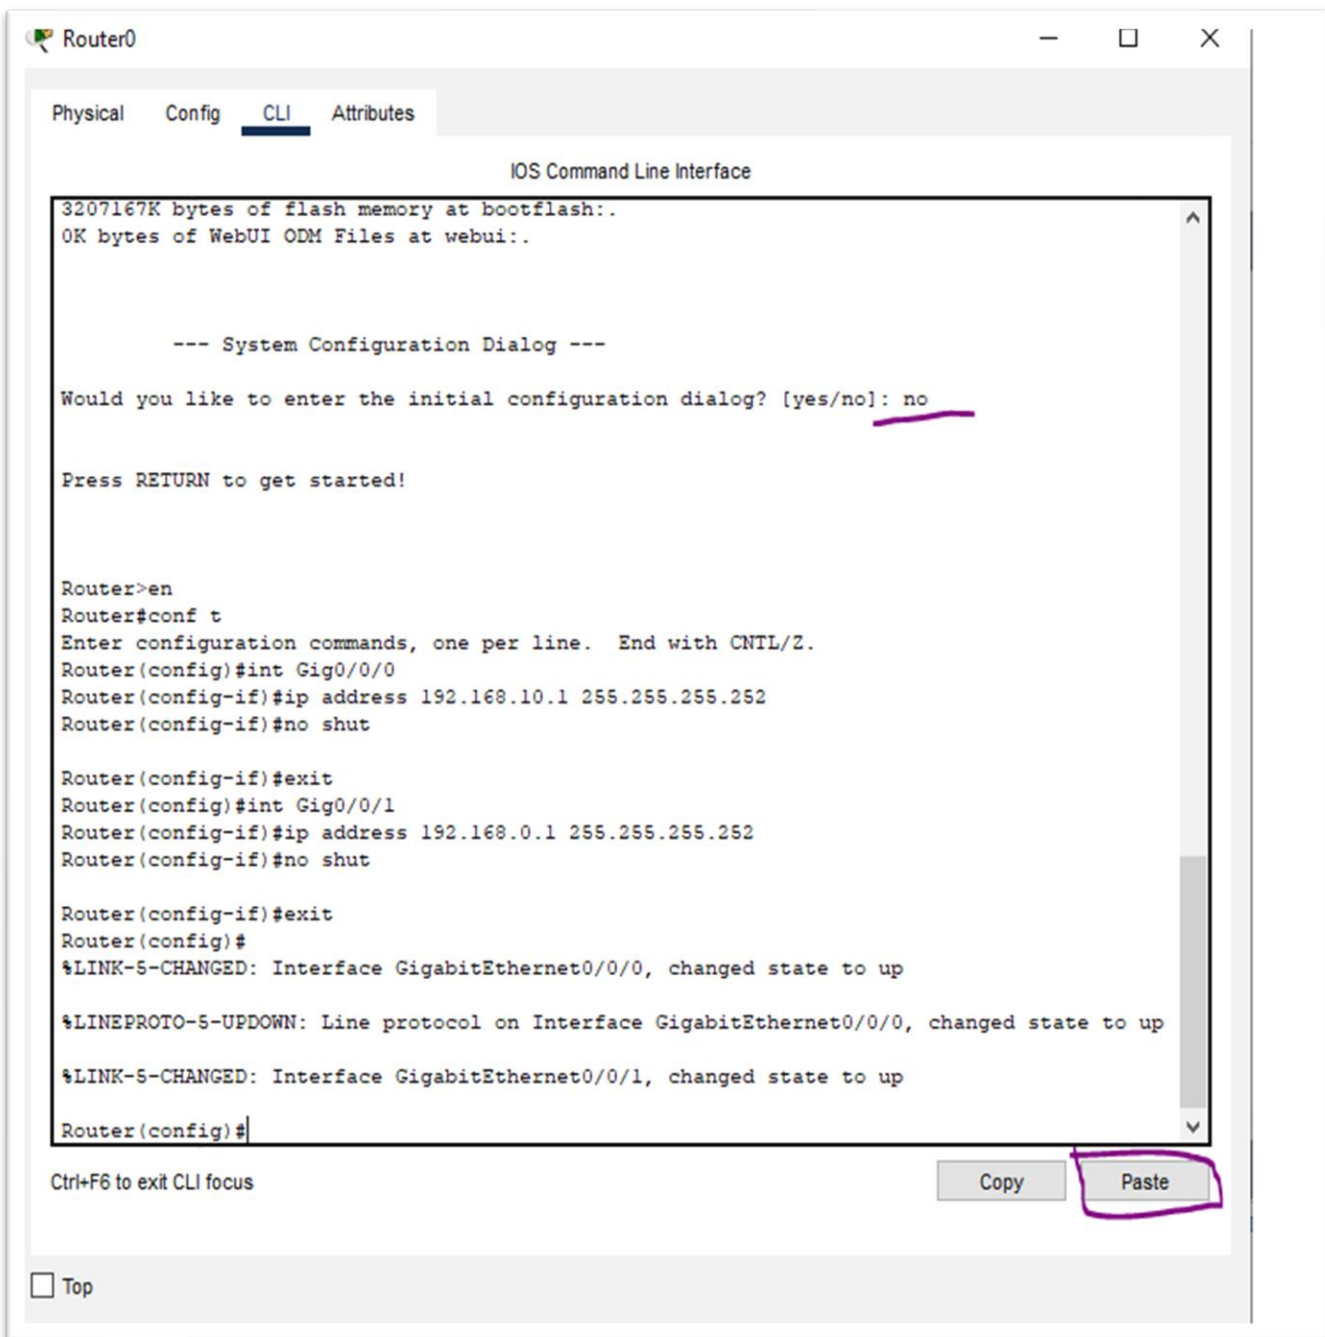 Router0
Physical Config CLI Attributes
IOS Command Line Interface
3207167K bytes of flash memory at bootflash:.
0K bytes of WebUI ODM Files at webui:.
--- System Configuration Dialog ---
Would you like to enter the initial configuration dialog? [yes/no]: no
Press RETURN to get started!
Router>en
Router#conf t
Enter configuration commands, one per line.  End with CNTL/Z.
Router(config)#int Gig0/0/0
Router(config-if)#ip address 192.168.10.1 255.255.255.252
Router(config-if)#no shut
Router(config-if)#exit
Router(config)#int Gig0/0/1
Router(config-if)#ip address 192.168.0.1 255.255.255.252
Router(config-if)#no shut
Router(config-if)#exit
Router(config)#
%LINK-5-CHANGED: Interface GigabitEthernet0/0/0, changed state to up
%LINEPROTO-5-UPDOWN: Line protocol on Interface GigabitEthernet0/0/0, changed state to up
%LINK-5-CHANGED: Interface GigabitEthernet0/0/1, changed state to up
Router(config)#
Ctrl+F6 to exit CLI focus Copy Paste
Top